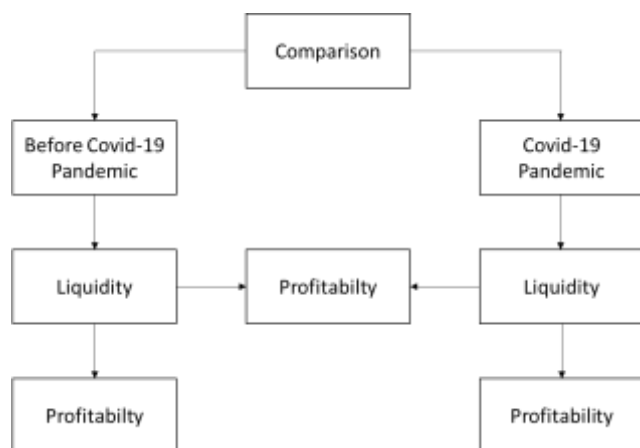 Comparison
Before Covid-19
Pandemic
Covid-19
Pandemic
Liquidity
Profitabilty
Liquidity
Profitabilty
Profitability